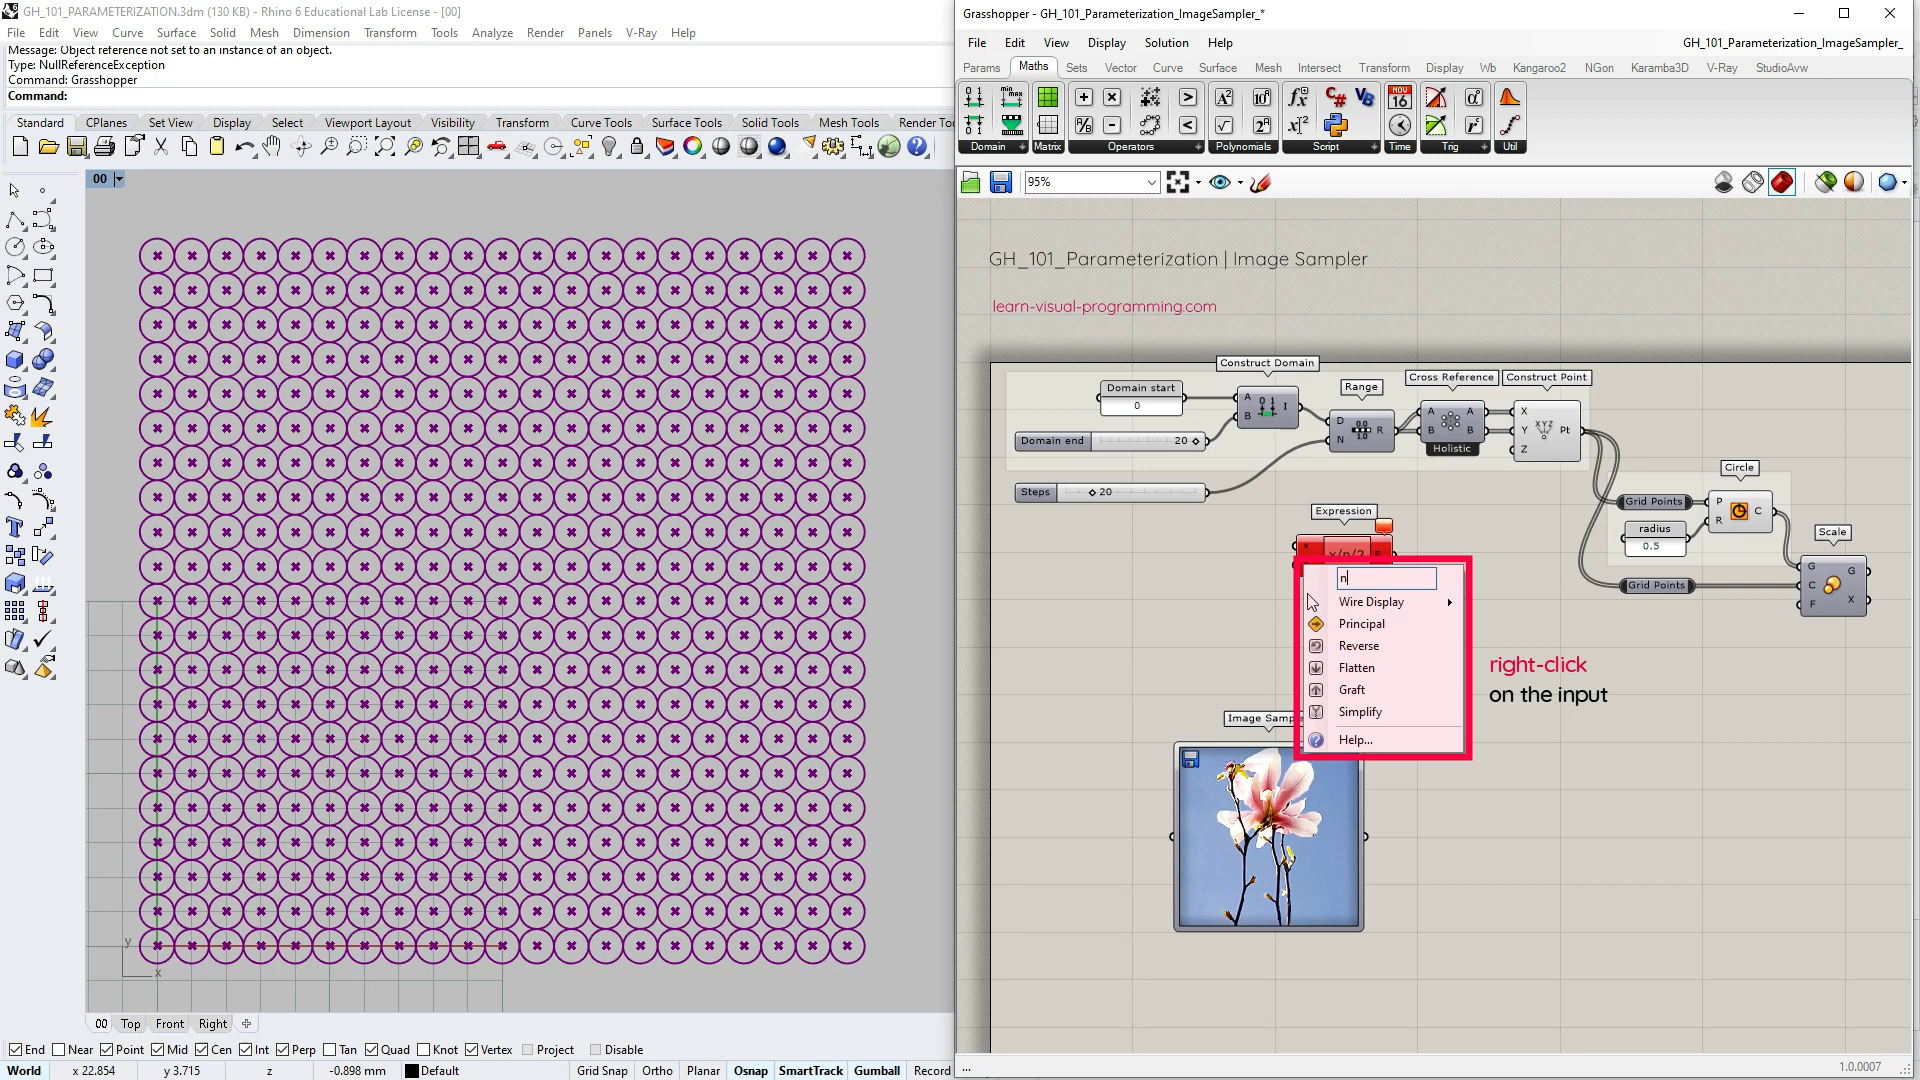 GH_101_PARAMETERIZATION.3dm (130 KB) - Rhino 6 Educational Lab License - [00]
File Edit View Curve Surface Solid Mesh Dimension Transform Tools Analyze Render Panels V-Ray Help
Message: Object reference not set to an instance of an object.
Type: NullReferenceException
Command: Grasshopper
Command:
Standard CPlanes Set View Display Select Viewport Layout Visibility Transform Curve Tools Surface Tools Solid Tools Mesh Tools Render To
00
y
x
00 Top Front Right
End Near Point Mid Cen Int Perp Tan Quad Knot Vertex Project Disable
World x 22.854 y 3.715 z -0.898 mm Default Grid Snap Ortho Planar Osnap SmartTrack Gumball Record
Grasshopper - GH_101_Parameterization_ImageSampler_*
File Edit View Display Solution Help
GH_101_Parameterization_ImageSampler_
Params Maths Sets Vector Curve Surface Mesh Intersect Transform Display Wb Kangaroo2 NGon Karamba3D V-Ray StudioAvw
Domain Matrix Operators Polynomials Script Time Trig Util
95%
GH_101_Parameterization | Image Sampler
learn-visual-programming.com
Construct Domain
Range
Cross Reference
Construct Point
Domain start
0
A
B
0 1
I
Domain end
20
D
N
R
A
B
A
B
Holistic
X
Y
Z
XYZ
Pt
Steps
20
Circle
Grid Points
P
R
C
radius
0.5
Scale
Grid Points
G
C
F
G
X
Expression
x
x/n/2
R
n
Wire Display
Principal
Reverse
Flatten
Graft
Simplify
Help...
right-click
on the input
Image Samp
...
1.0.0007